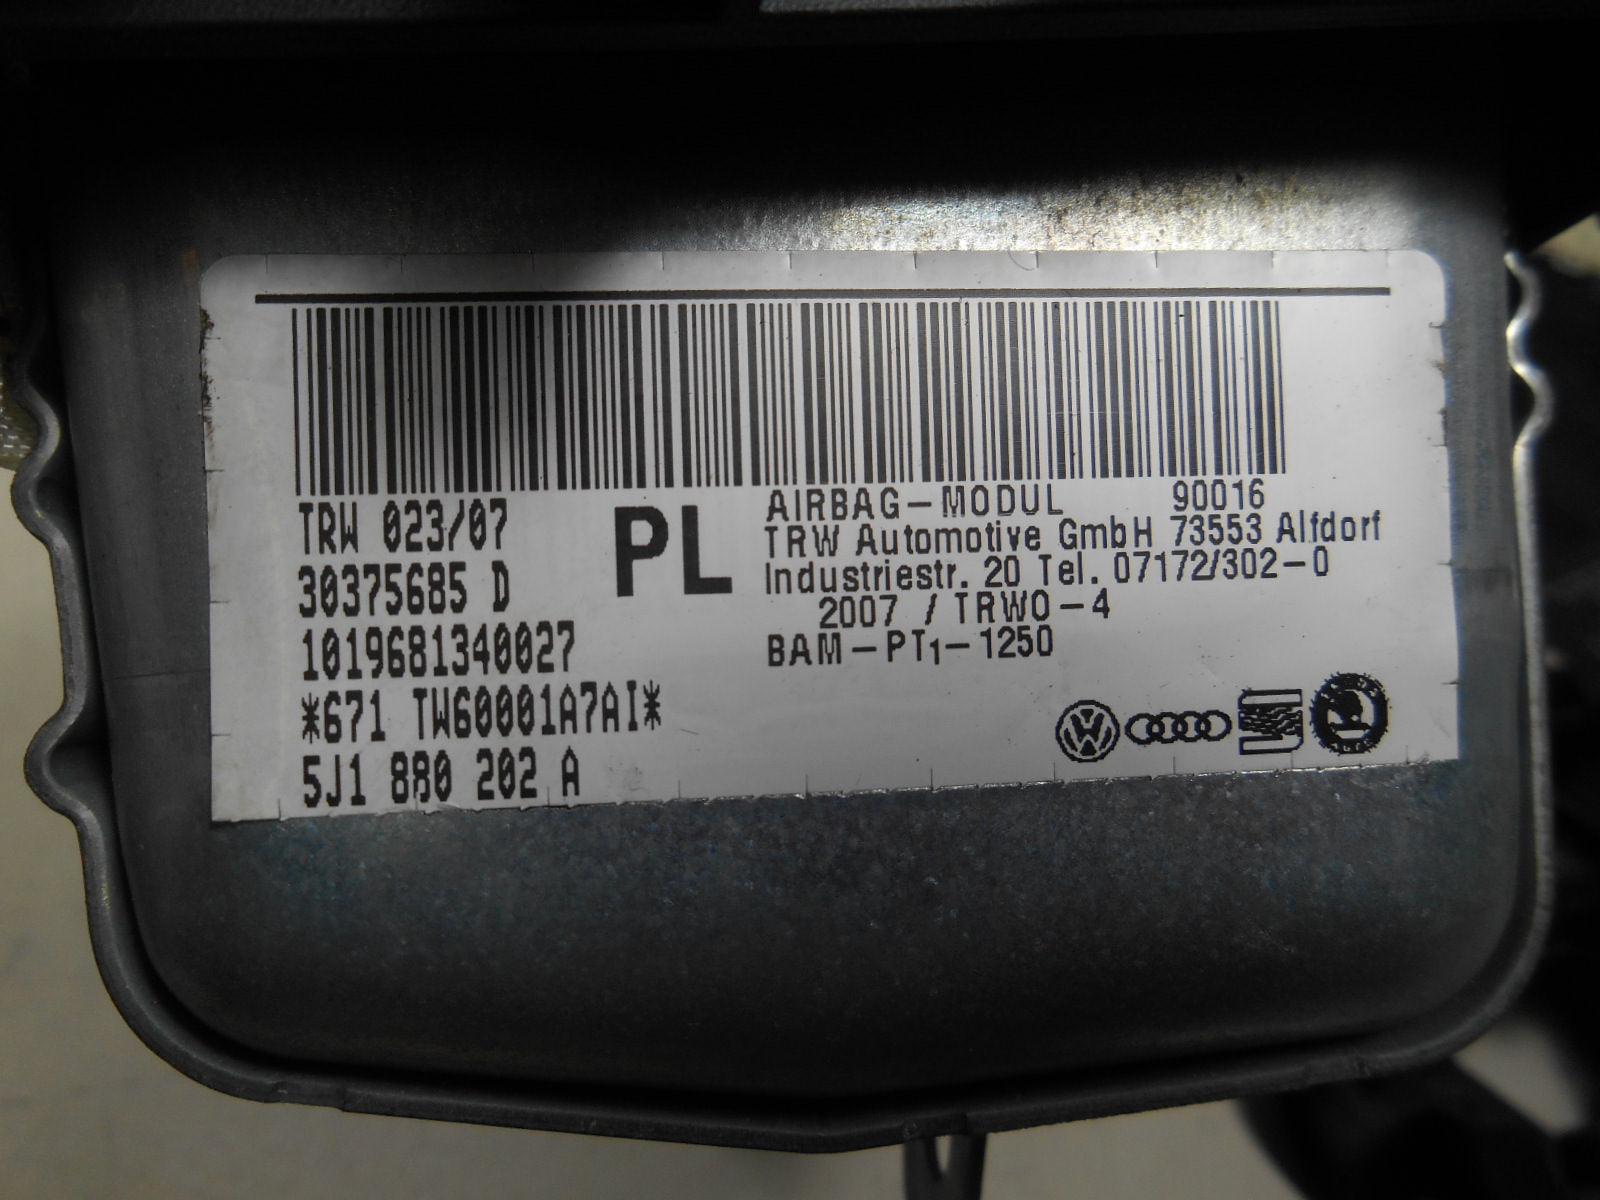 TRW 023/07
30375685 D
1019681340027
*671 TW60001A7AI*
5J1 880 202 A
PL
AIRBAG-MODUL 90016
TRW Automotive GmbH 73553 Alfdorf
Industriestr. 20 Tel. 07172/302-0
2007 / TRWO-4
BAM-PT1-1250